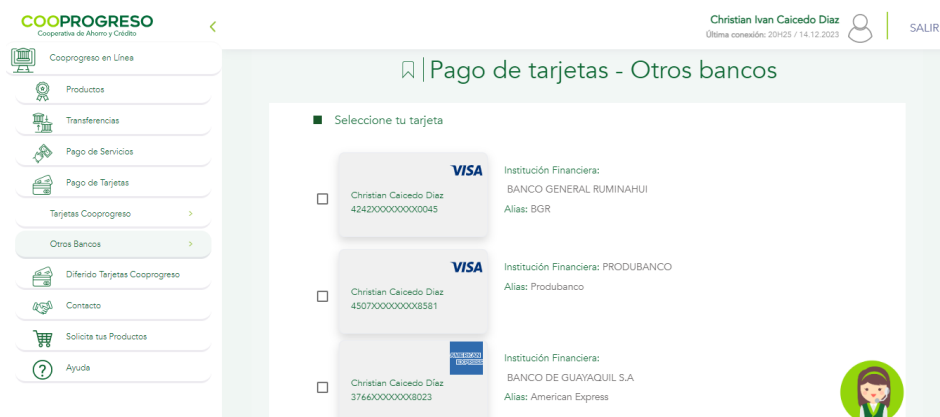 COOPROGRESO
Cooperativa de Ahorro y Crédito
Christian Ivan Caicedo Diaz
Última conexión: 20H25 / 14.12.2023
SALIR
Cooprogreso en Línea
Productos
Transferencias
Pago de Servicios
Pago de Tarjetas
Tarjetas Cooprogreso
Otros Bancos
Diferido Tarjetas Cooprogreso
Contacto
Solicita tus Productos
Ayuda
Pago de tarjetas - Otros bancos
Seleccione tu tarjeta
VISA
Christian Caicedo Diaz
4242XXXXXXXX0045
Institución Financiera:
BANCO GENERAL RUMINAHUI
Alias: BGR
VISA
Christian Caicedo Diaz
4507XXXXXXXX8581
Institución Financiera: PRODUBANCO
Alias: Produbanco
AMERICAN
EXPRESS
Christian Caicedo Díaz
3766XXXXXXX8023
Institución Financiera:
BANCO DE GUAYAQUIL S.A
Alias: American Express